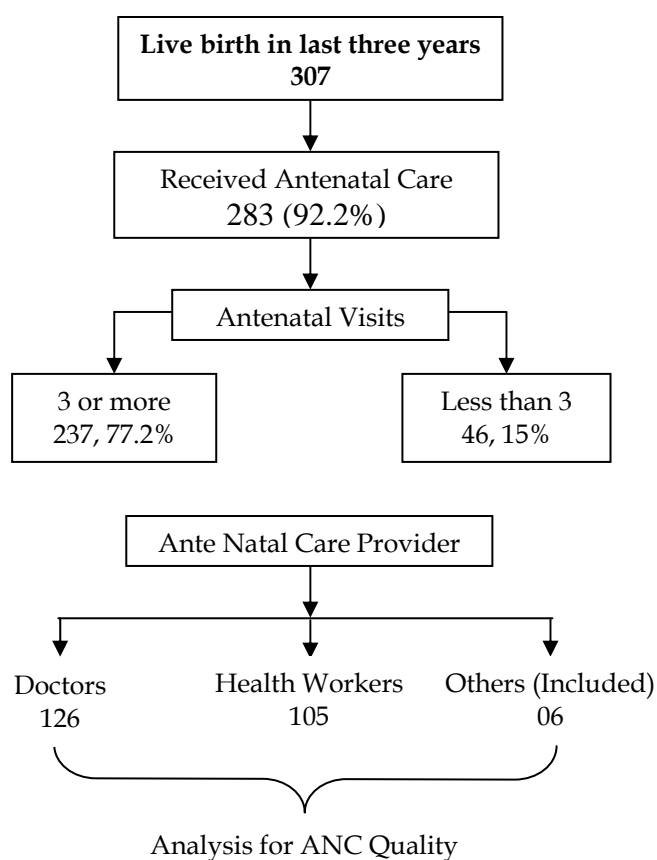 Live birth in last three years
307
Received Antenatal Care
283 (92.2%)
Antenatal Visits
3 or more
237, 77.2%
Less than 3
46, 15%
Ante Natal Care Provider
Doctors
126
Health Workers
105
Others (Included)
06
Analysis for ANC Quality